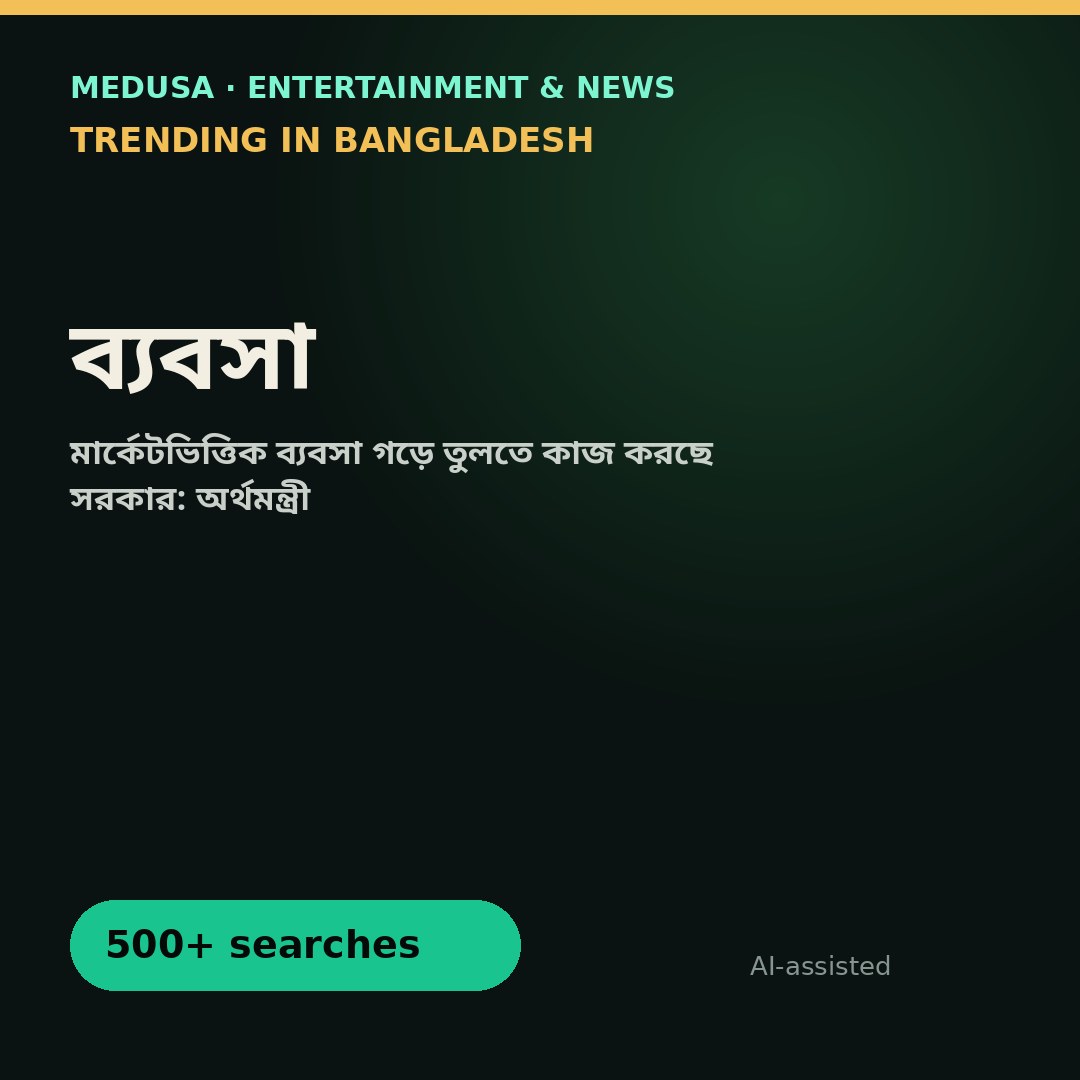 MEDUSA · ENTERTAINMENT & NEWS
TRENDING IN BANGLADESH
ব্যবসা
মার্কেটভিত্তিক ব্যবসা গড়ে তুলতে কাজ করছে
সরকার: অর্থমন্ত্রী
500+ searches
AI-assisted